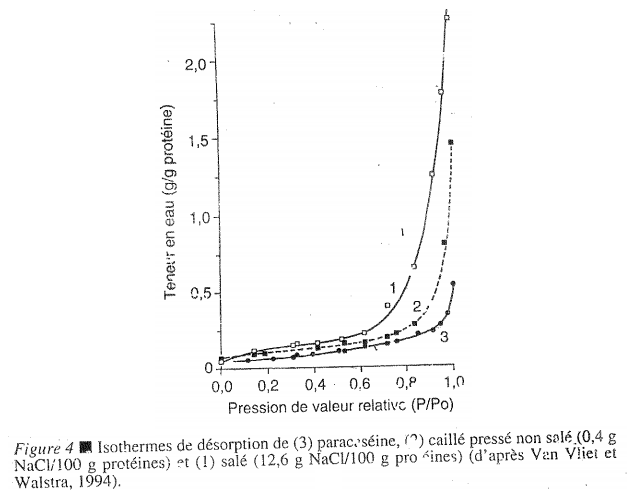 2,0
1,5
1,0
0,5
0
Teneur en eau (g/g protéine)
1
2
3
0,0 0,2 0,4 0,6 0,8 1,0
Pression de valeur relative (P/Po)
Figure 4 ■ Isothermes de désorption de (3) paracaséine, (2) caillé pressé non salé (0,4 g
NaCl/100 g protéines) et (1) salé (12,6 g NaCl/100 g protéines) (d'après Van Vliet et
Walstra, 1994).